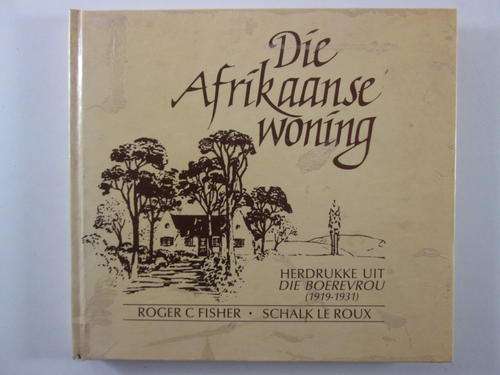 Die
Afrikaanse
woning
HERDRUKKE UIT
DIE BOEREVROU
(1919-1931)
ROGER C FISHER • SCHALK LE ROUX